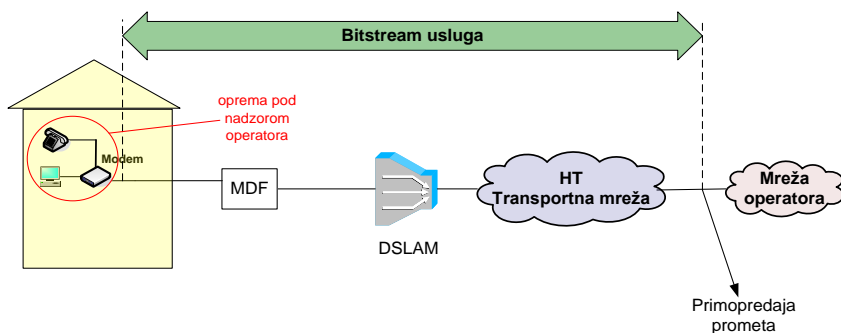 Bitstream usluga
oprema pod
nadzorom
operatora
Modem
MDF
DSLAM
HT
Transportna mreža
Mreža
operatora
Primopredaja
prometa